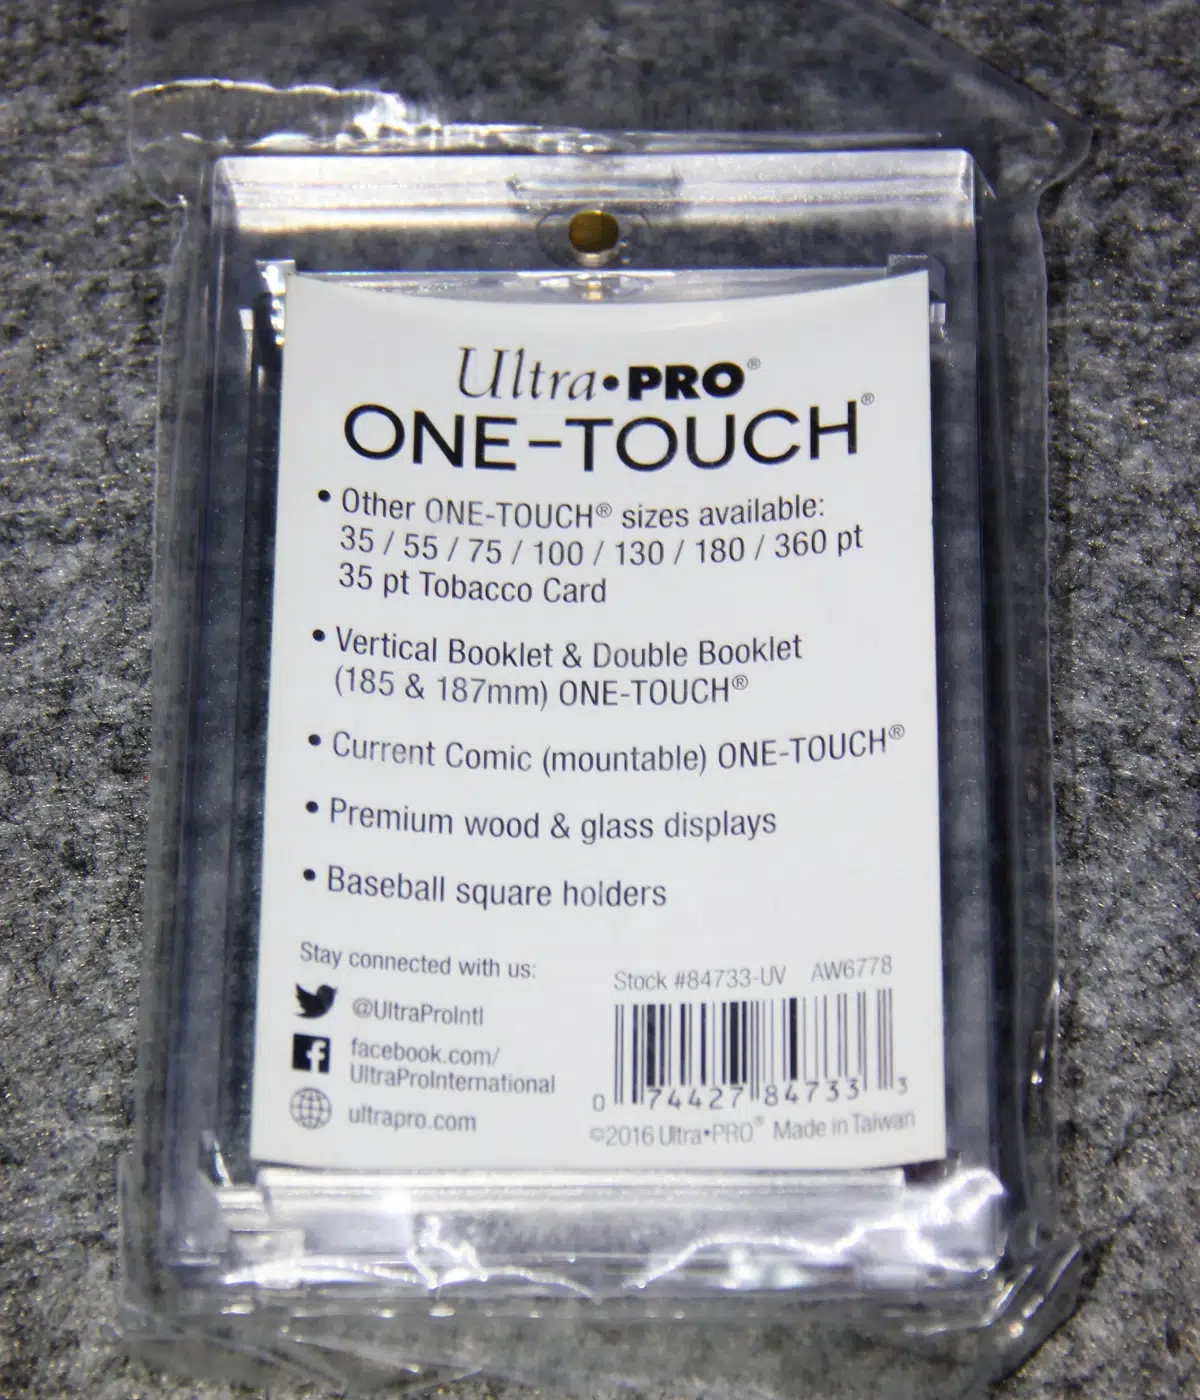 Ultra•PRO®
ONE-TOUCH®
• Other ONE-TOUCH® sizes available:
35 / 55 / 75 / 100 / 130 / 180 / 360 pt
35 pt Tobacco Card
• Vertical Booklet & Double Booklet
(185 & 187mm) ONE-TOUCH®
• Current Comic (mountable) ONE-TOUCH®
• Premium wood & glass displays
• Baseball square holders
Stay connected with us:
@UltraProIntl
facebook.com/
UltraProInternational
ultrapro.com
Stock #84733-UV AW6778
0 74427 84733 3
©2016 Ultra•PRO® Made in Taiwan